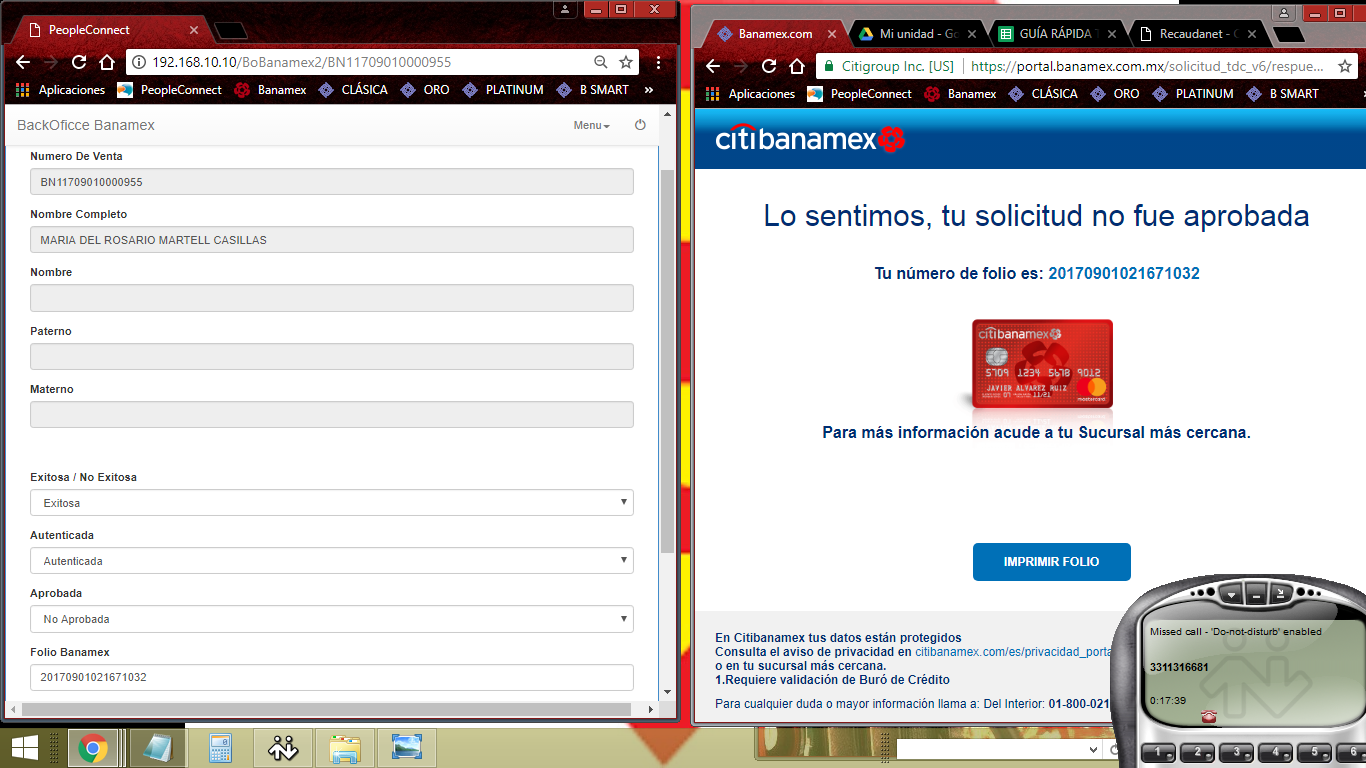 PeopleConnect
192.168.10.10/BoBanamex2/BN11709010000955
Aplicaciones PeopleConnect Banamex CLÁSICA ORO PLATINUM B SMART »
BackOficce Banamex Menu
Numero De Venta
BN11709010000955
Nombre Completo
MARIA DEL ROSARIO MARTELL CASILLAS
Nombre
Paterno
Materno
Exitosa / No Exitosa
Exitosa
Autenticada
Autenticada
Aprobada
No Aprobada
Folio Banamex
20170901021671032
Banamex.com Mi unidad - Go GUÍA RÁPIDA T Recaudanet - C
Citigroup Inc. [US] https://portal.banamex.com.mx/solicitud_tdc_v6/respue...
Aplicaciones PeopleConnect Banamex CLÁSICA ORO PLATINUM B SMART
citibanamex
Lo sentimos, tu solicitud no fue aprobada
Tu número de folio es: 20170901021671032
citibanamex
5709 1234 5678 9012
JAVIER ALVAREZ RUIZ
07 11/21
mastercard
Para más información acude a tu Sucursal más cercana.
IMPRIMIR FOLIO
En Citibanamex tus datos están protegidos
Consulta el aviso de privacidad en citibanamex.com/es/privacidad_porta
o en tu sucursal más cercana.
1.Requiere validación de Buró de Crédito
Para cualquier duda o mayor información llama a: Del Interior: 01-800-021
Missed call - 'Do-not-disturb' enabled
3311316681
0:17:39
1 2 3 4 5 6